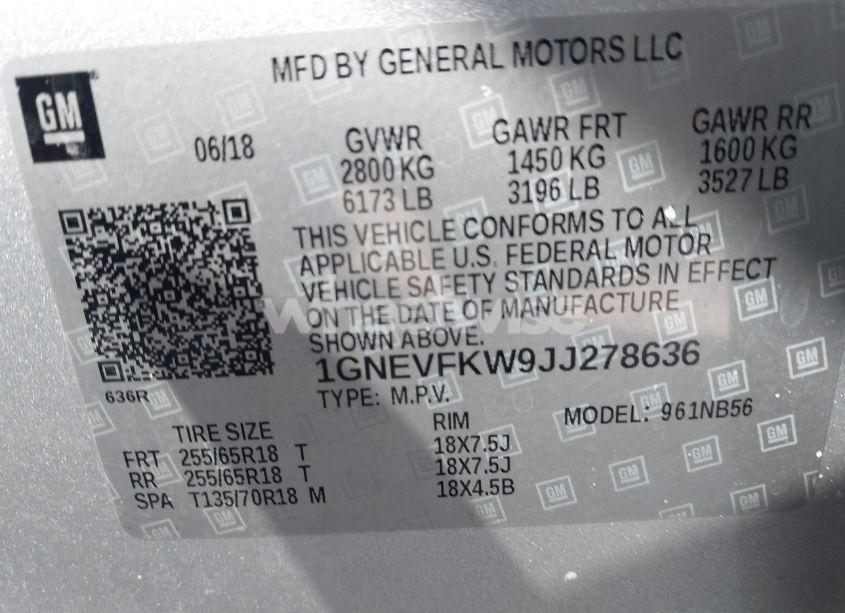 MFD BY GENERAL MOTORS LLC
GM
06/18
GVWR GAWR FRT GAWR RR
2800 KG 1450 KG 1600 KG
6173 LB 3196 LB 3527 LB
THIS VEHICLE CONFORMS TO ALL
APPLICABLE U.S. FEDERAL MOTOR
VEHICLE SAFETY STANDARDS IN EFFECT
ON THE DATE OF MANUFACTURE
SHOWN ABOVE.
1GNEVFKW9JJ278636
636R
TYPE: M.P.V. MODEL: 961NB56
TIRE SIZE RIM
FRT 255/65R18 T 18X7.5J
RR 255/65R18 T 18X7.5J
SPA T135/70R18 M 18X4.5B